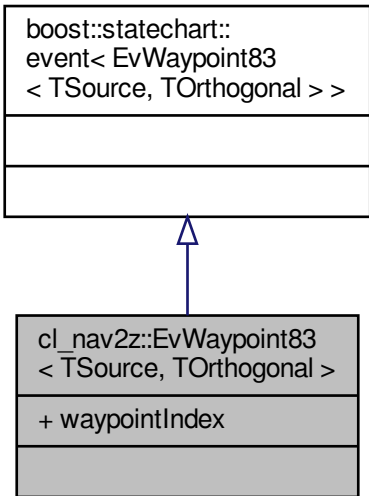 boost::statechart::
event< EvWaypoint83
< TSource, TOrthogonal > >
cl_nav2z::EvWaypoint83
< TSource, TOrthogonal >
+ waypointIndex